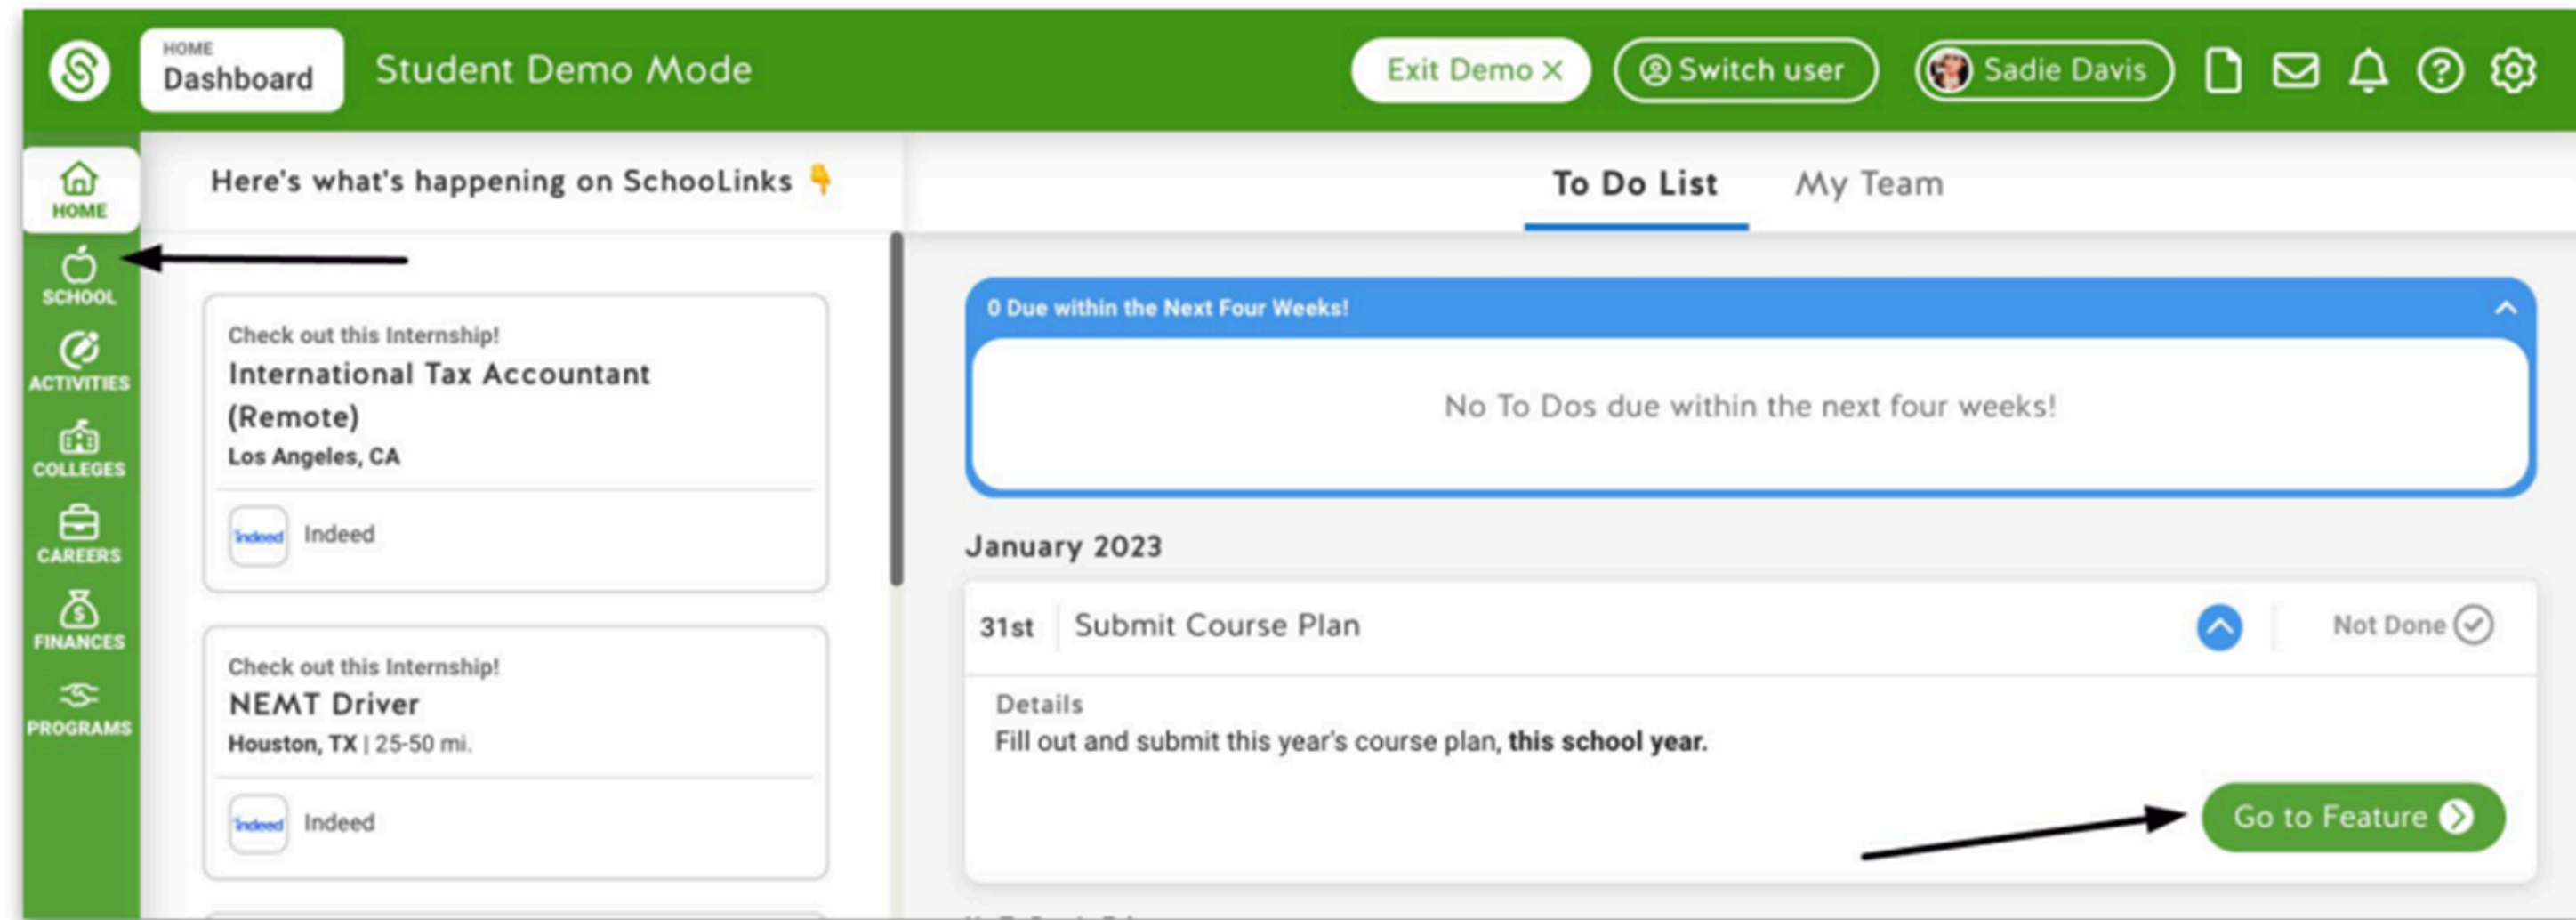 HOME
Dashboard
Student Demo Mode
Exit Demo
Switch user
Sadie Davis
HOME
SCHOOL
ACTIVITIES
COLLEGES
CAREERS
FINANCES
PROGRAMS
Here's what's happening on SchooLinks 👇
Check out this Internship!
International Tax Accountant
(Remote)
Los Angeles, CA
indeed Indeed
Check out this Internship!
NEMT Driver
Houston, TX | 25-50 mi.
indeed Indeed
To Do List My Team
0 Due within the Next Four Weeks!
No To Dos due within the next four weeks!
January 2023
31st Submit Course Plan Not Done
Details
Fill out and submit this year's course plan, this school year.
Go to Feature